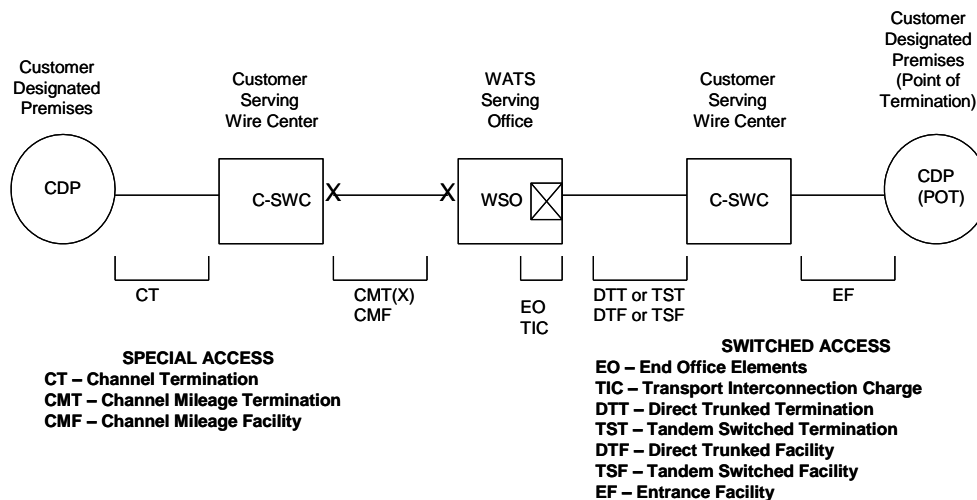 Customer
Designated
Premises
Customer
Serving
Wire Center
WATS
Serving
Office
Customer
Serving
Wire Center
Customer
Designated
Premises
(Point of
Termination)
CDP
C-SWC
X
X
WSO
C-SWC
CDP
(POT)
CT
CMT(X)
CMF
EO
TIC
DTT or TST
DTF or TSF
EF
SPECIAL ACCESS
CT – Channel Termination
CMT – Channel Mileage Termination
CMF – Channel Mileage Facility
SWITCHED ACCESS
EO – End Office Elements
TIC – Transport Interconnection Charge
DTT – Direct Trunked Termination
TST – Tandem Switched Termination
DTF – Direct Trunked Facility
TSF – Tandem Switched Facility
EF – Entrance Facility